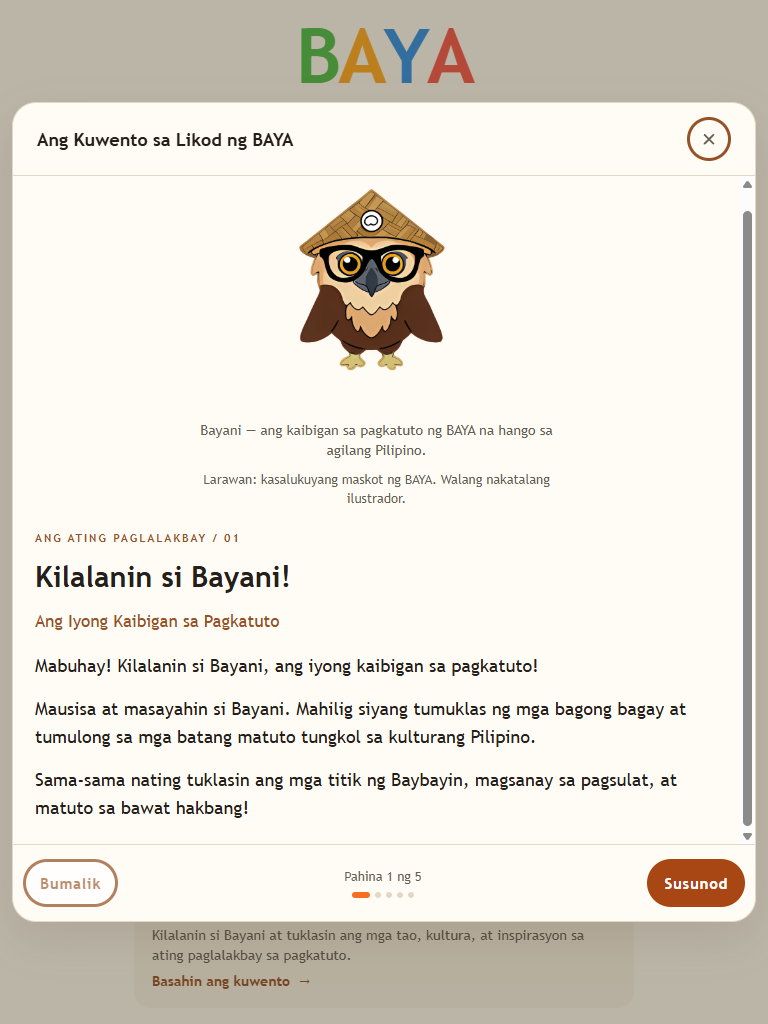 BAYA
Ang Kuwento sa Likod ng BAYA
Bayani — ang kaibigan sa pagkatuto ng BAYA na hango sa
agilang Pilipino.
Larawan: kasalukuyang maskot ng BAYA. Walang nakatalang
ilustrador.
ANG ATING PAGLALAKBAY / 01
Kilalanin si Bayani!
Ang Iyong Kaibigan sa Pagkatuto
Mabuhay! Kilalanin si Bayani, ang iyong kaibigan sa pagkatuto!
Mausisa at masayahin si Bayani. Mahilig siyang tumuklas ng mga bagong bagay at
tumulong sa mga batang matuto tungkol sa kulturang Pilipino.
Sama-sama nating tuklasin ang mga titik ng Baybayin, magsanay sa pagsulat, at
matuto sa bawat hakbang!
Bumalik
Pahina 1 ng 5
Susunod
Kilalanin si Bayani at tuklasin ang mga tao, kultura, at inspirasyon sa
ating paglalakbay sa pagkatuto.
Basahin ang kuwento →